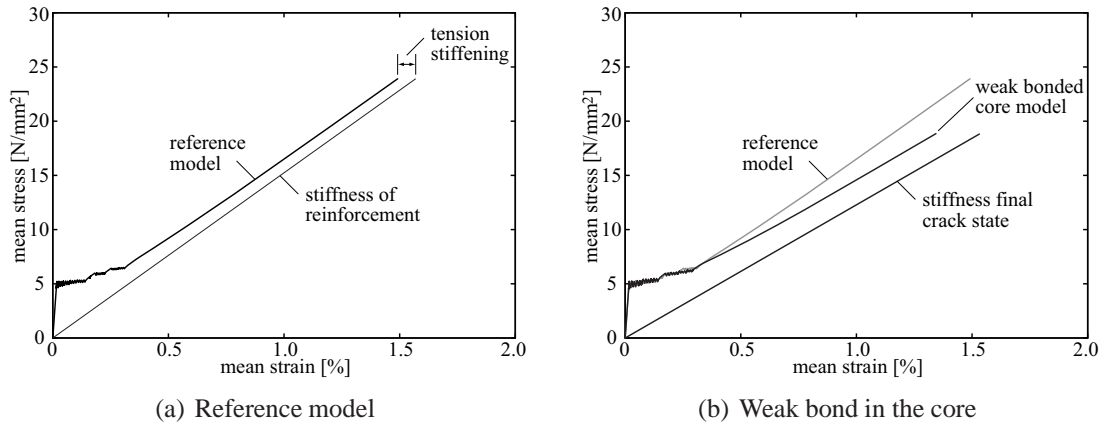 30
25
20
15
10
5
0
mean stress [N/mm²]
tension
stiffening
reference
model
stiffness of
reinforcement
0
0.5
1.0
1.5
2.0
mean strain [%]
(a) Reference model
30
25
20
15
10
5
0
mean stress [N/mm²]
weak bonded
core model
reference
model
stiffness final
crack state
0
0.5
1.0
1.5
2.0
mean strain [%]
(b) Weak bond in the core